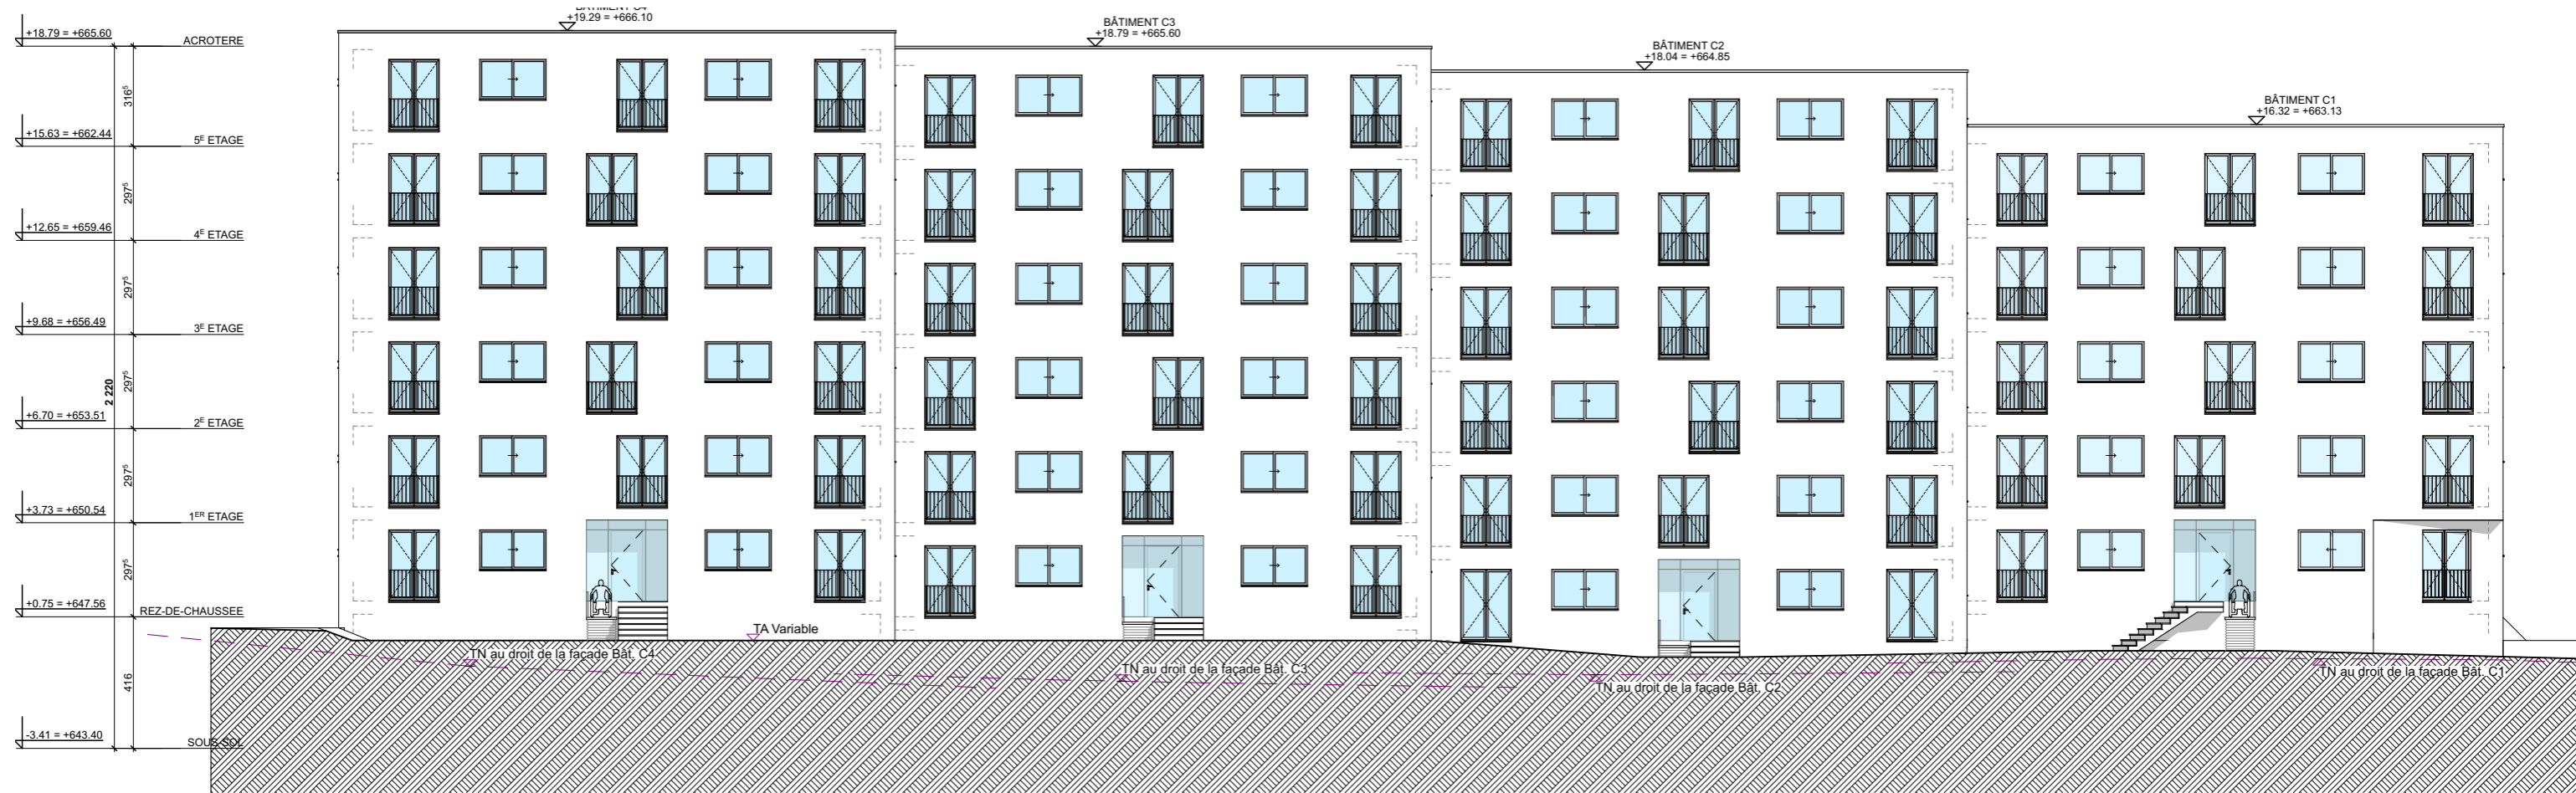 BÂTIMENT C4
+19.29 = +666.10
BÂTIMENT C3
+18.79 = +665.60
BÂTIMENT C2
+18.04 = +664.85
BÂTIMENT C1
+16.32 = +663.13
+18.79 = +665.60
ACROTERE
316⁵
+15.63 = +662.44
5ᴱ ETAGE
297⁵
+12.65 = +659.46
4ᴱ ETAGE
297⁵
+9.68 = +656.49
3ᴱ ETAGE
297⁵
2 220
+6.70 = +653.51
2ᴱ ETAGE
297⁵
+3.73 = +650.54
1ᴱᴿ ETAGE
297⁵
+0.75 = +647.56
REZ-DE-CHAUSSEE
416
-3.41 = +643.40
SOUS-SOL
TA Variable
TN au droit de la façade Bât. C4
TN au droit de la façade Bât. C3
TN au droit de la façade Bât. C2
TN au droit de la façade Bât. C1